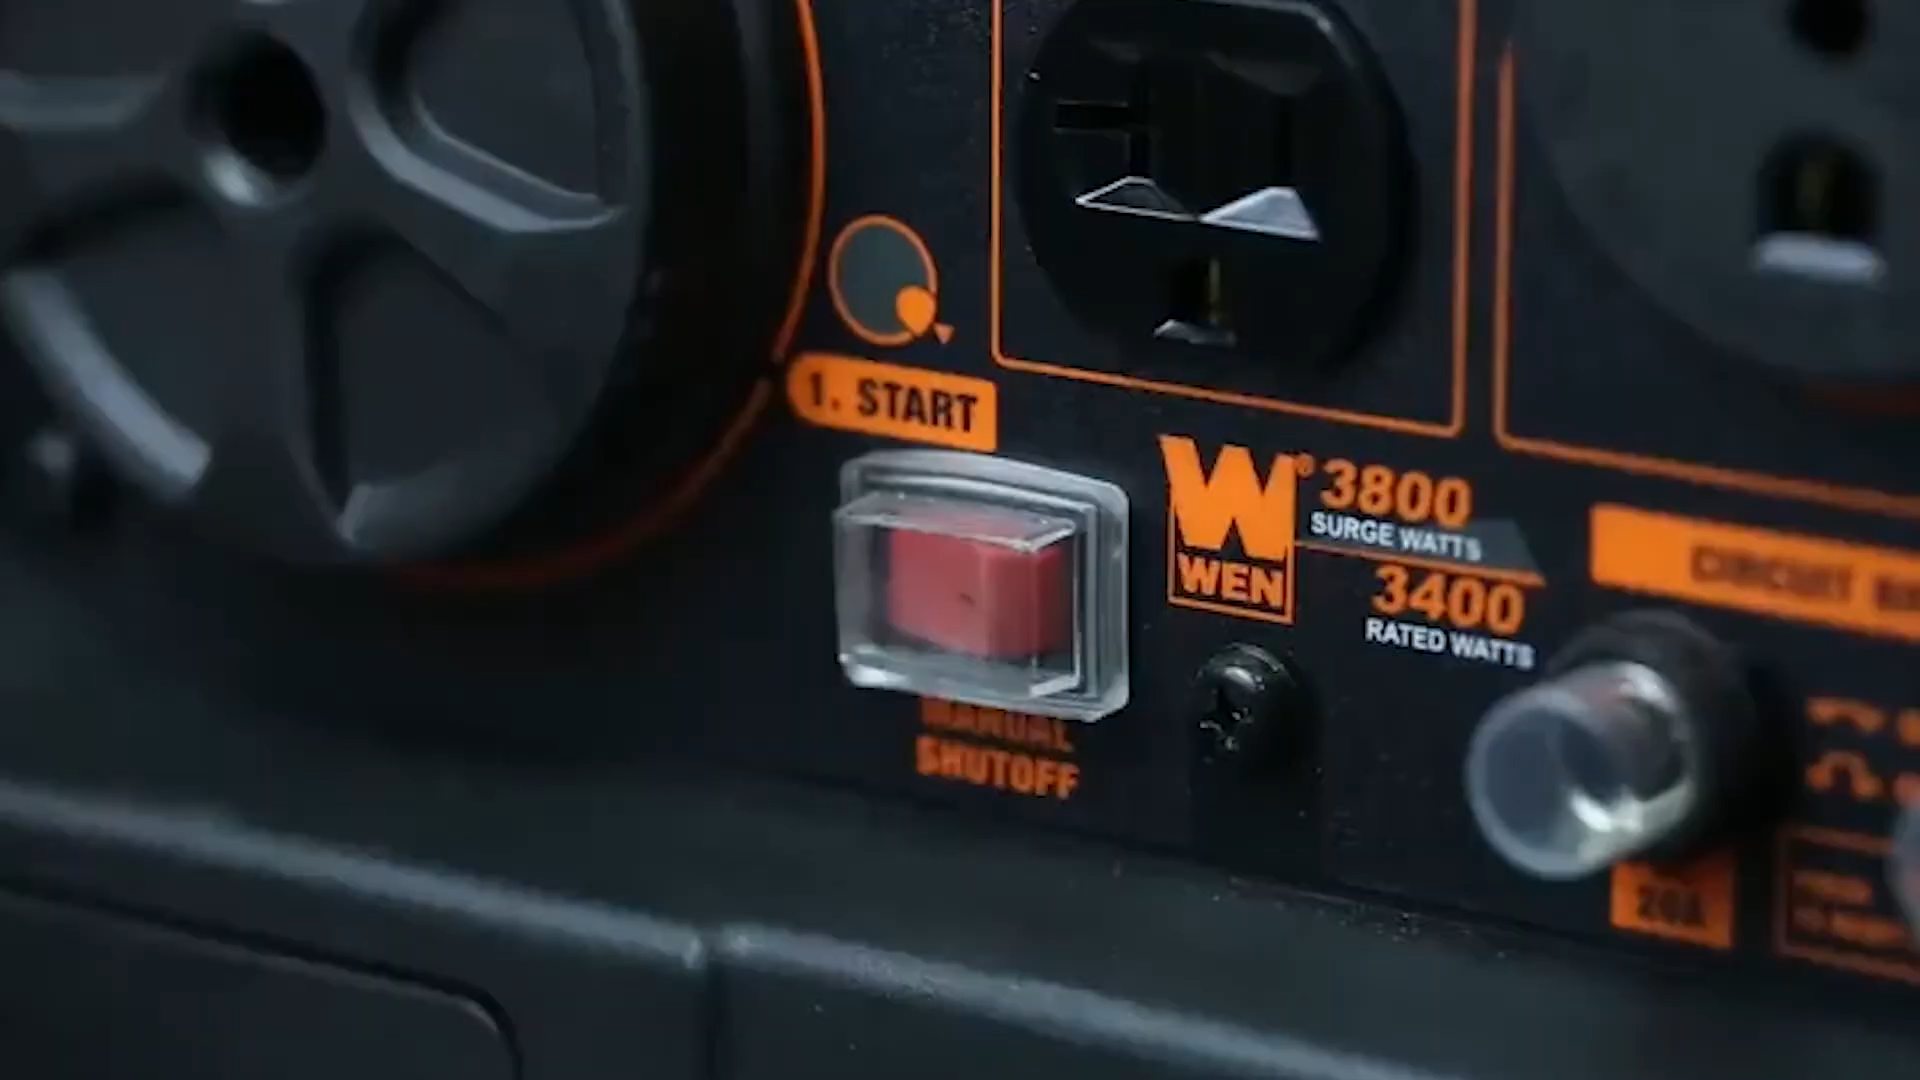 1. START
W®
WEN
3800
SURGE WATTS
3400
RATED WATTS
CIRCUIT
MANUAL
SHUTOFF
20A